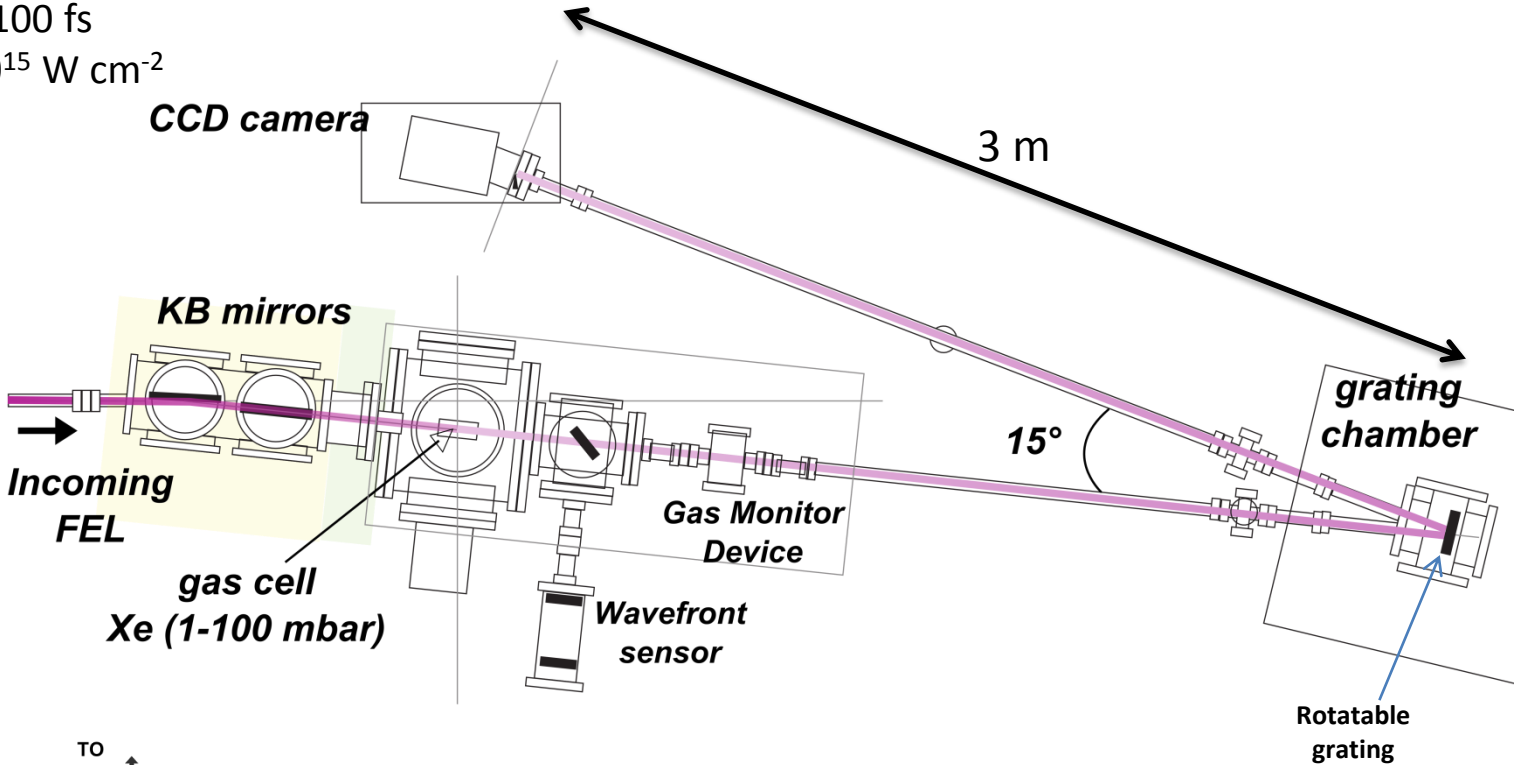 100 fs
15 W cm-2
CCD camera
3 m
KB mirrors
grating
chamber
15°
Incoming
FEL
Gas Monitor
Device
gas cell
Xe (1-100 mbar)
Wavefront
sensor
Rotatable
grating
TO